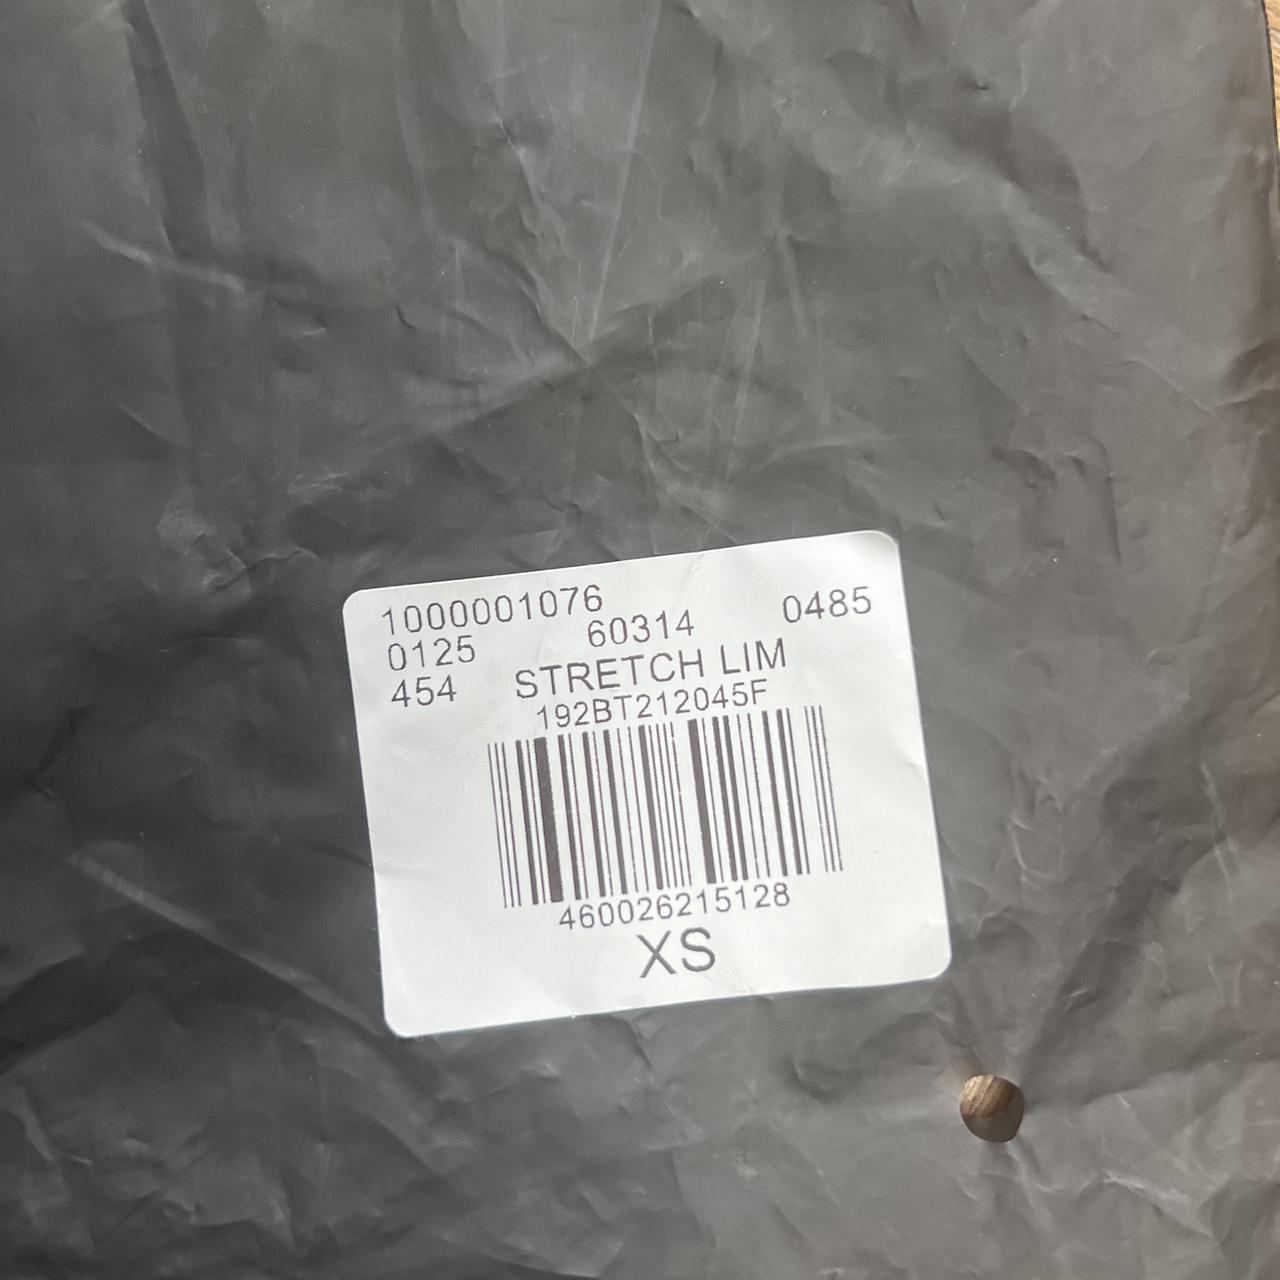 1000001076 0485
0125 60314
454 STRETCH LIM
192BT212045F
460026215128
XS